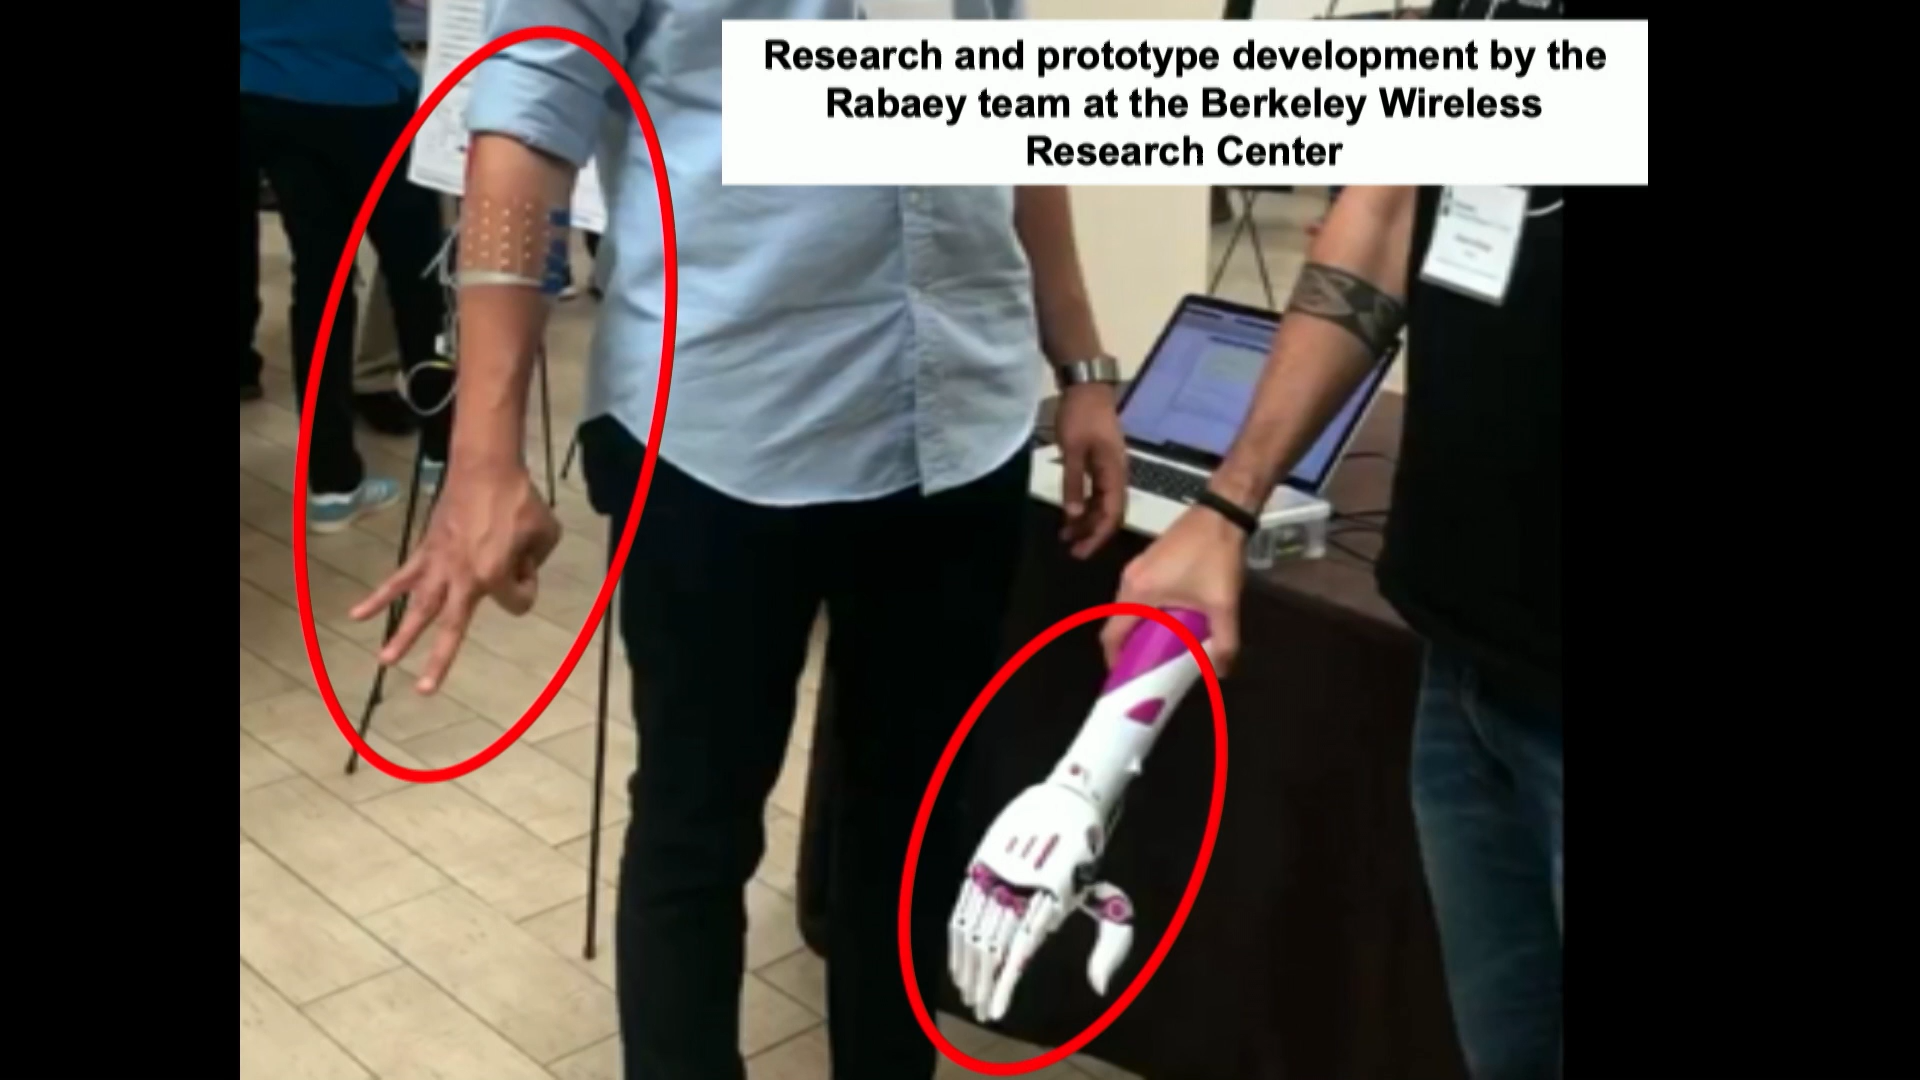 Research and prototype development by the
Rabaey team at the Berkeley Wireless
Research Center